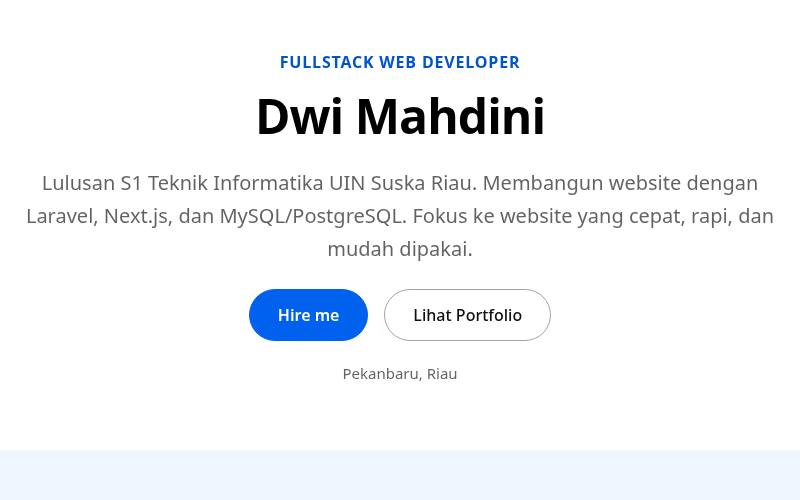 FULLSTACK WEB DEVELOPER
Dwi Mahdini
Lulusan S1 Teknik Informatika UIN Suska Riau. Membangun website dengan
Laravel, Next.js, dan MySQL/PostgreSQL. Fokus ke website yang cepat, rapi, dan
mudah dipakai.
Hire me
Lihat Portfolio
Pekanbaru, Riau